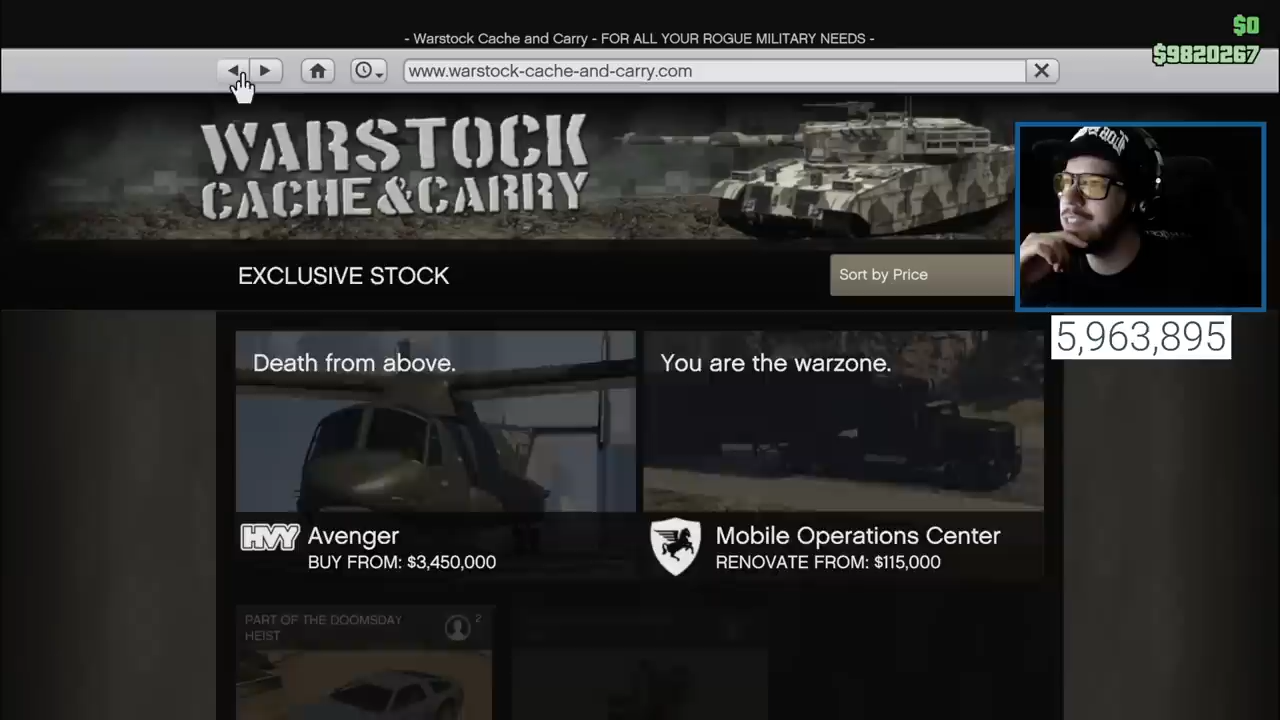 - Warstock Cache and Carry - FOR ALL YOUR ROGUE MILITARY NEEDS -
$0
$9820267
www.warstock-cache-and-carry.com
WARSTOCK
CACHE&CARRY
EXCLUSIVE STOCK
Sort by Price
5,963,895
Death from above.
You are the warzone.
HVY
Avenger
BUY FROM: $3,450,000
Mobile Operations Center
RENOVATE FROM: $115,000
PART OF THE DOOMSDAY
HEIST
2